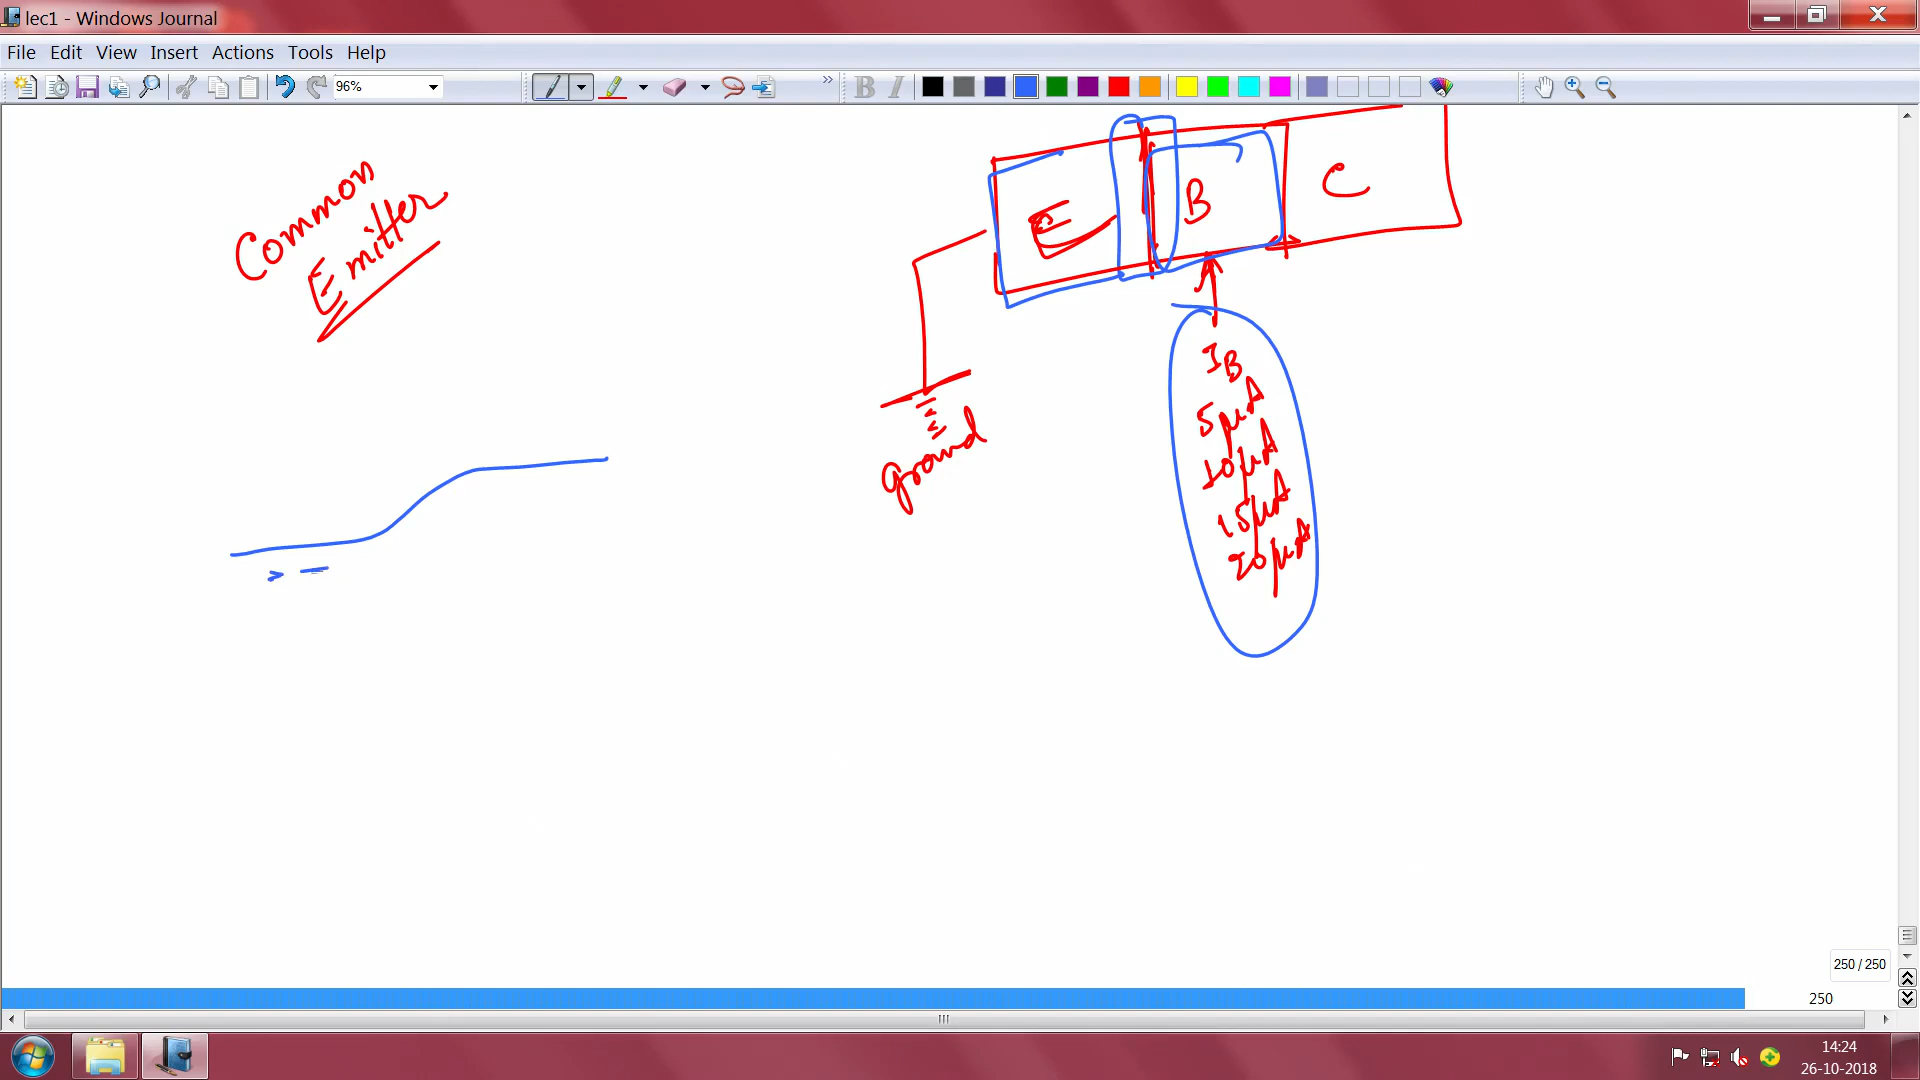 lec1 - Windows Journal
File Edit View Insert Actions Tools Help
96%
B I
Common
Emitter
E B C
ground
IB
5μA
10μA
15μA
20μA
250 / 250
250
14:24
26-10-2018